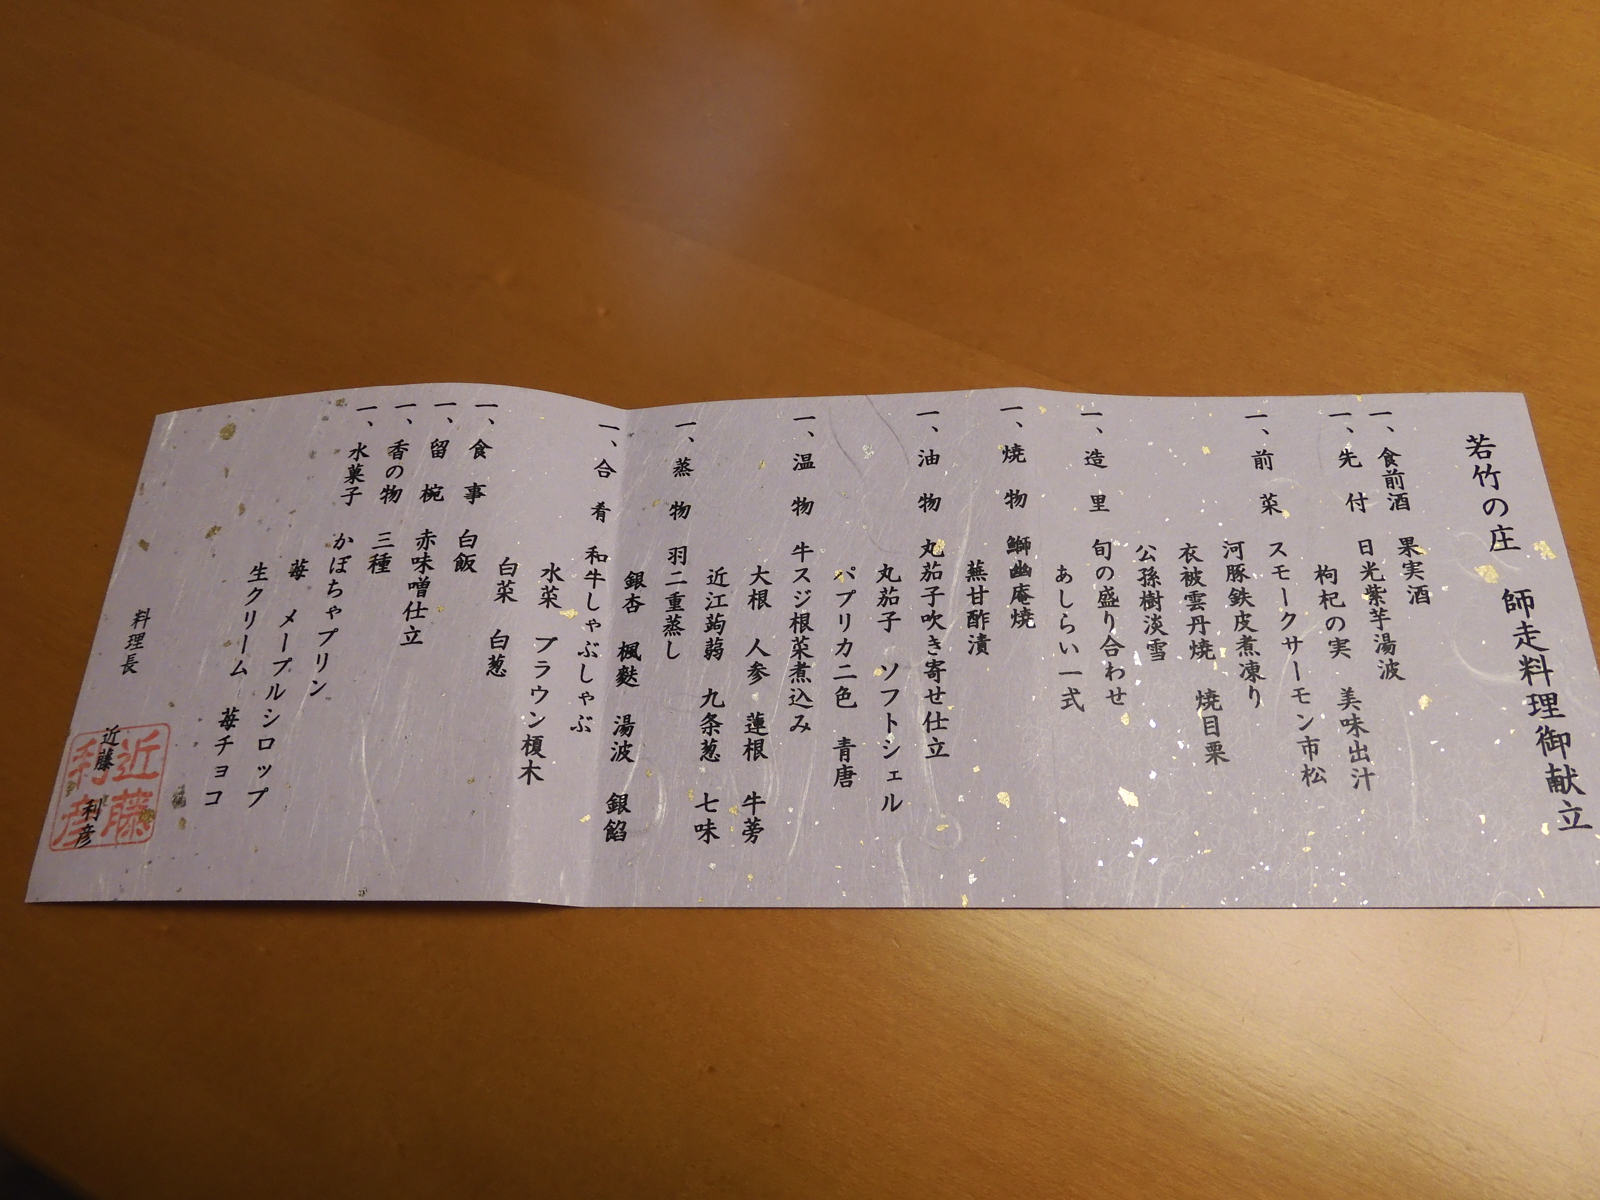 若竹の庄 師走料理御献立
一、食前酒 果実酒
一、先付 日光紫芋湯波
枸杞の実 美味出汁
一、前菜 スモークサーモン市松
河豚鉄皮煮凍り
衣被雲丹焼 焼目栗
公孫樹淡雪
一、造里 旬の盛り合わせ
あしらい一式
一、焼物 鰤幽庵焼
蕪甘酢漬
一、油物 丸茄子吹き寄せ仕立
丸茄子 ソフトシェル
パプリカ二色 青唐
一、温物 牛スジ根菜煮込み
大根 人参 蓮根 牛蒡
近江蒟蒻 九条葱 七味
一、蒸物 羽二重蒸し
銀杏 楓麩 湯波 銀餡
一、合肴 和牛しゃぶしゃぶ
水菜 ブラウン榎木
白菜 白葱
一、食事 白飯
一、留椀 赤味噌仕立
一、香の物 三種
一、水菓子 かぼちゃプリン
苺 メープルシロップ
生クリーム 苺チョコ
料理長 近藤 利彦
近藤利彦